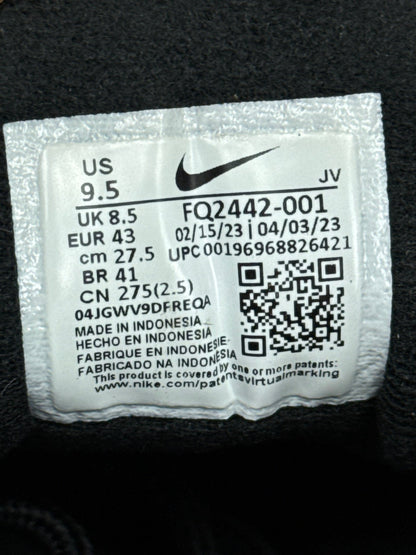 US
9.5
JV
UK 8.5
FQ2442-001
EUR 43
02/15/23 | 04/03/23
cm 27.5
UPC00196968826421
BR 41
CN 275(2.5)
04JGWV9DFREQA
MADE IN INDONESIA
HECHO EN INDONESIA
FABRIQUE EN INDONESIE
FABRICADO NA INDONESIA
This product is covered by one or more patents:
www.nike.com/patentsvirtualmarking